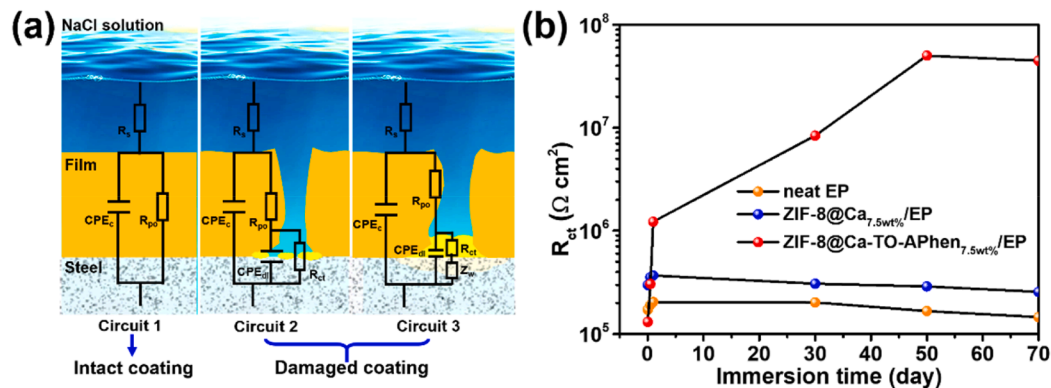 (a)
NaCl solution
Rs
Rs
Rs
Film
CPEc
Rpo
CPEc
Rpo
CPEdl
Rct
CPEc
Rpo
CPEdl
Rct
Zw
Steel
Circuit 1
Circuit 2
Circuit 3
Intact coating
Damaged coating
(b)
Rct (Ω cm²)
10⁸
10⁷
10⁶
10⁵
neat EP
ZIF-8@Ca7.5wt%/EP
ZIF-8@Ca-TO-APhen7.5wt%/EP
0 10 20 30 40 50 60 70
Immersion time (day)